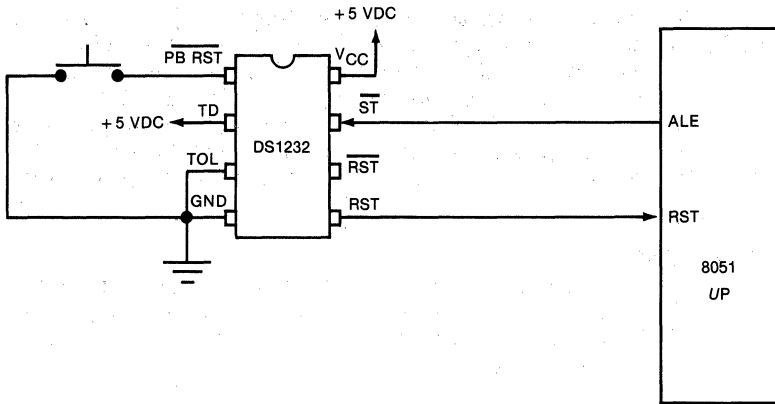 + 5 VDC
PB RST
VCC
TD
ST
+ 5 VDC
ALE
DS1232
TOL
RST
GND
RST
RST
8051
UP